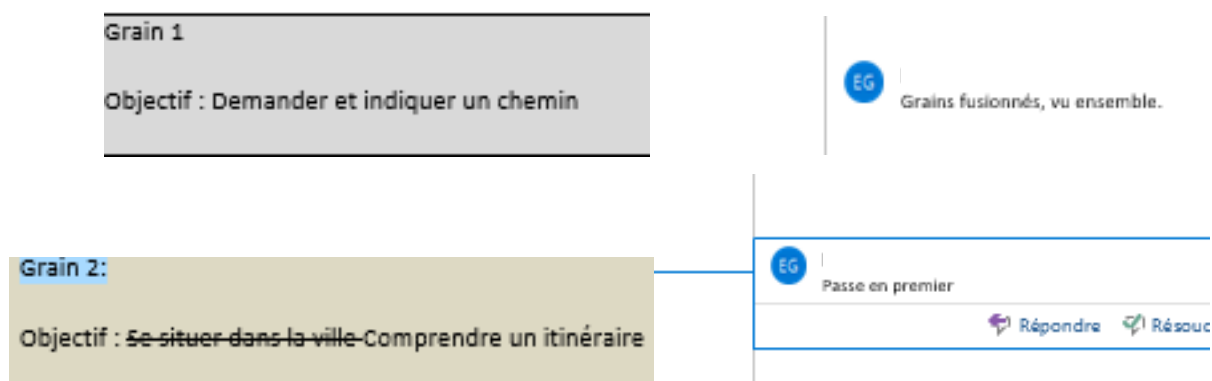 Grain 1
EG
Objectif : Demander et indiquer un chemin
Grains fusionnés, vu ensemble.
Grain 2:
EG
Passe en premier
Objectif : Se situer dans la ville Comprendre un itinéraire
Répondre Résoud